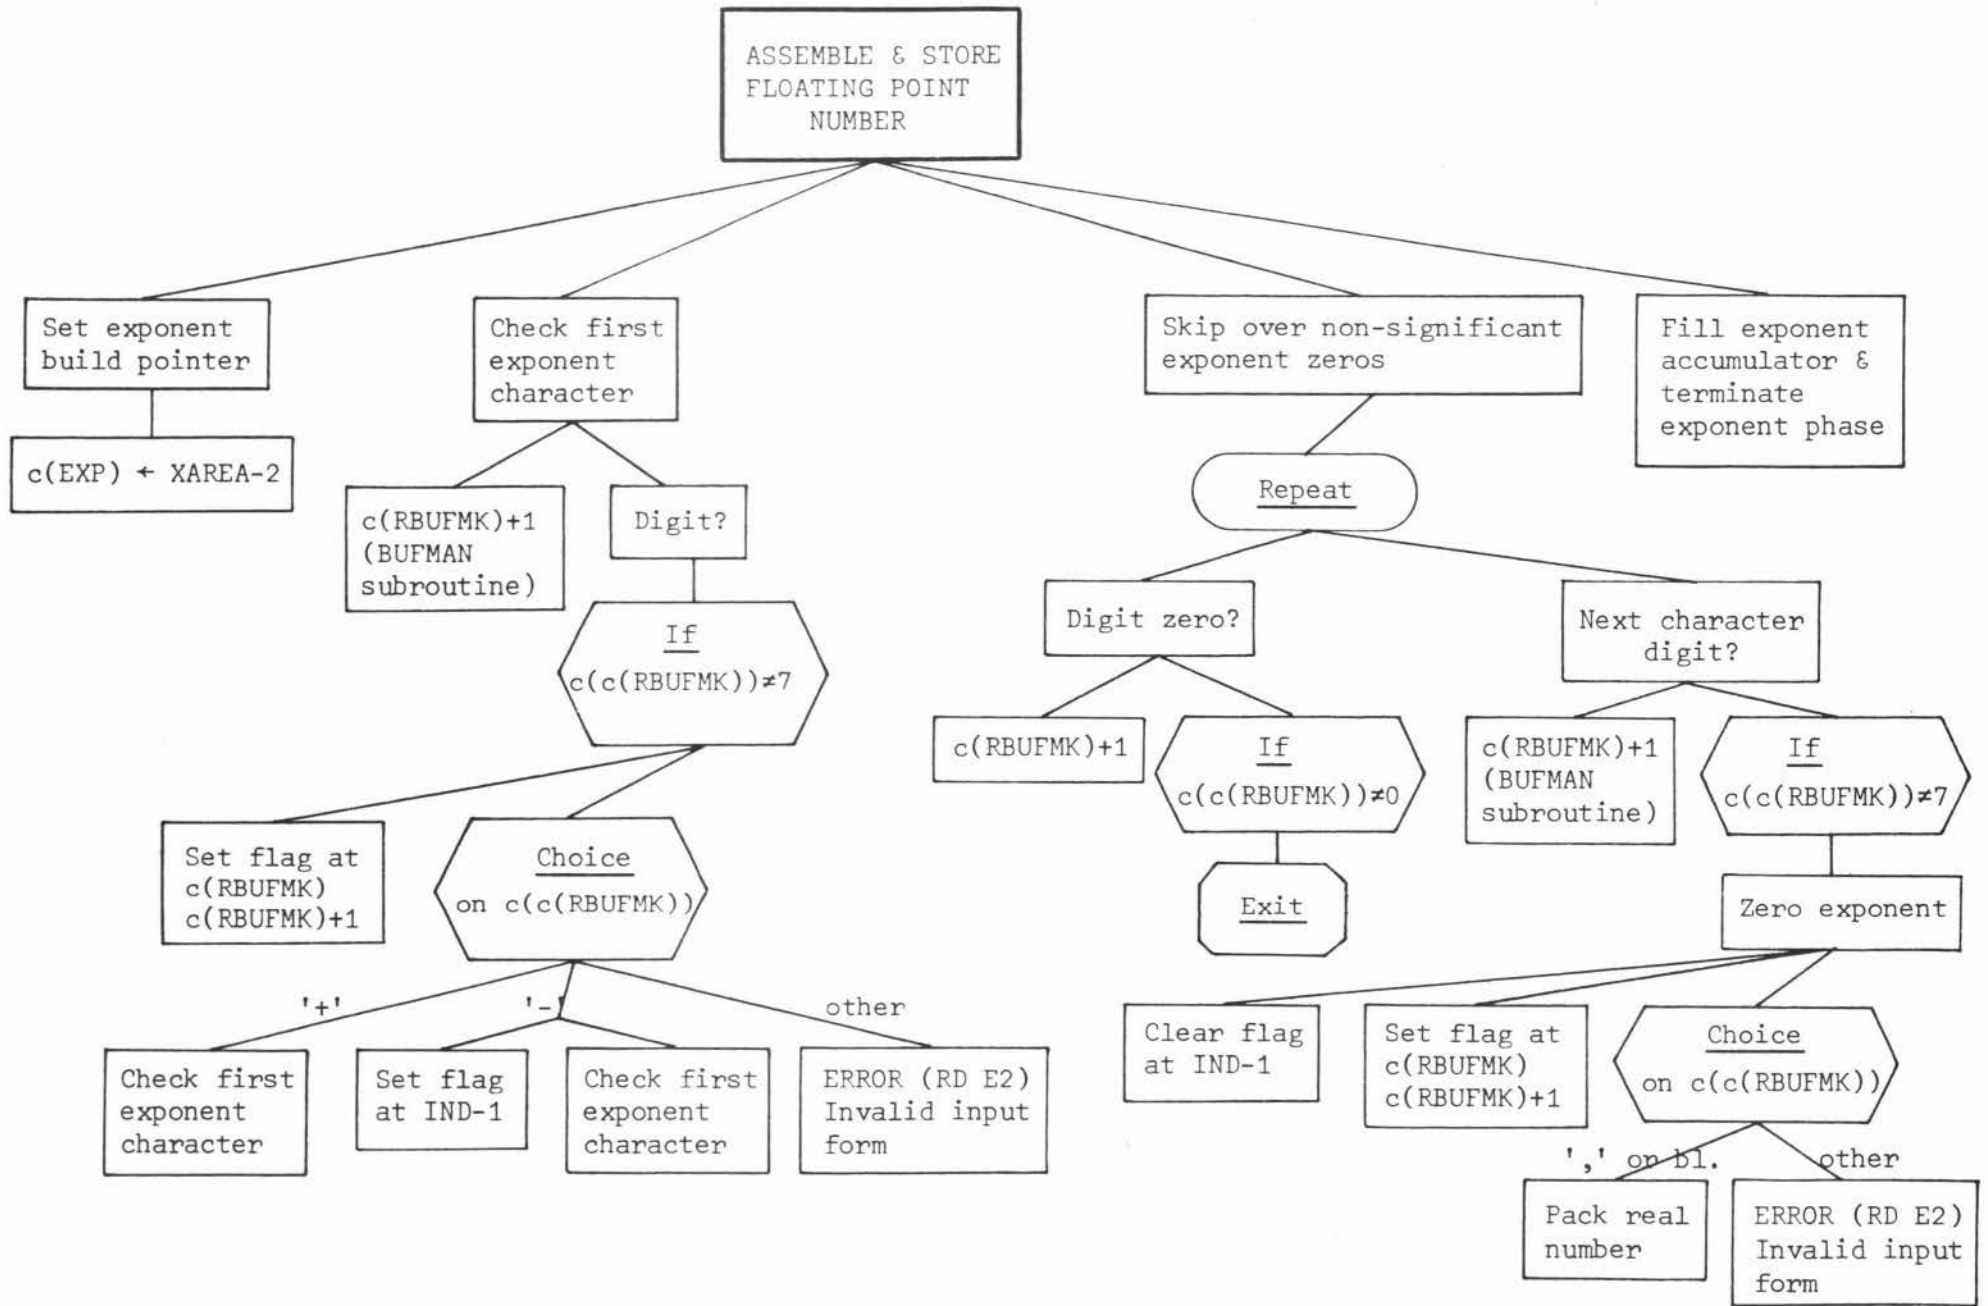 ASSEMBLE & STORE
FLOATING POINT
NUMBER
Set exponent
build pointer
c(EXP) ← XAREA-2
Check first
exponent
character
c(RBUFMK)+1
(BUFMAN
subroutine)
Digit?
If
c(c(RBUFMK))≠7
Set flag at
c(RBUFMK)
c(RBUFMK)+1
Choice
on c(c(RBUFMK))
'+'
'-'
other
Check first
exponent
character
Set flag
at IND-1
Check first
exponent
character
ERROR (RD E2)
Invalid input
form
Skip over non-significant
exponent zeros
Repeat
Digit zero?
c(RBUFMK)+1
If
c(c(RBUFMK))≠0
Exit
Next character
digit?
c(RBUFMK)+1
(BUFMAN
subroutine)
If
c(c(RBUFMK))≠7
Zero exponent
Clear flag
at IND-1
Set flag at
c(RBUFMK)
c(RBUFMK)+1
Choice
on c(c(RBUFMK))
',' or bl.
other
Pack real
number
ERROR (RD E2)
Invalid input
form
Fill exponent
accumulator &
terminate
exponent phase